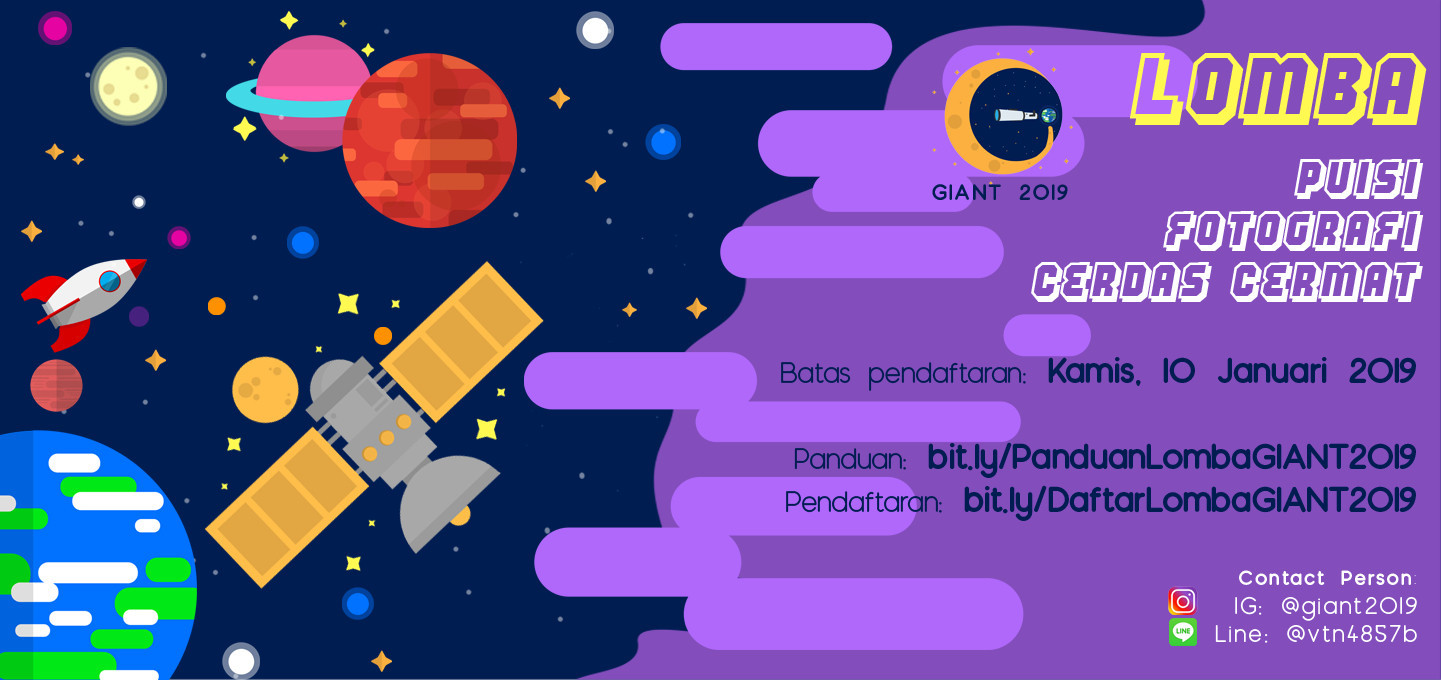 LOMBA
GIANT 2019
PUISI
FOTOGRAFI
CERDAS CERMAT
Batas pendaftaran: Kamis, 10 Januari 2019
Panduan: bit.ly/PanduanLombaGIANT2019
Pendaftaran: bit.ly/DaftarLombaGIANT2019
Contact Person:
IG: @giant2019
LINE
Line: @vtn4857b